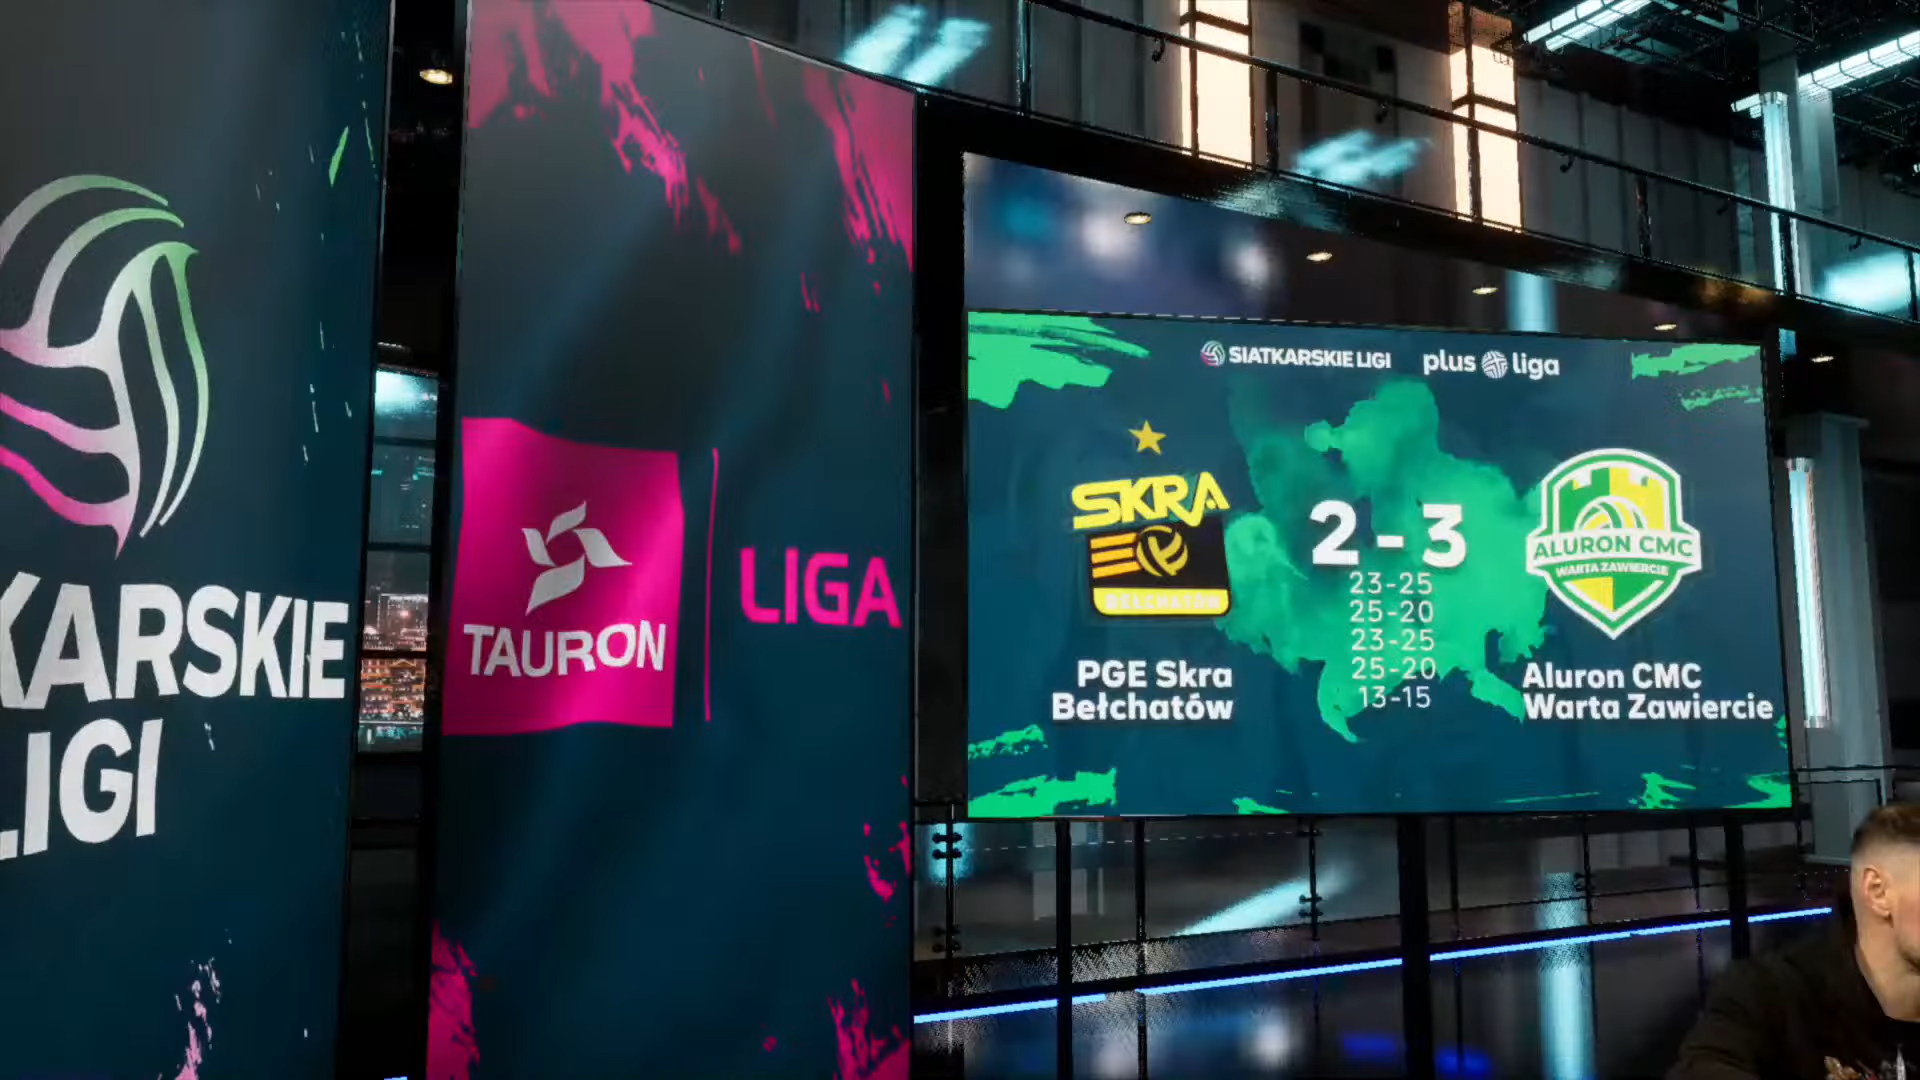 KARSKIE
LIGI
TAURON
LIGA
SIATKARSKIE LIGI
plus liga
SKRA
BEŁCHATÓW
2-3
23-25
25-20
23-25
25-20
13-15
ALURON CMC
WARTA ZAWIERCIE
PGE Skra
Bełchatów
Aluron CMC
Warta Zawiercie